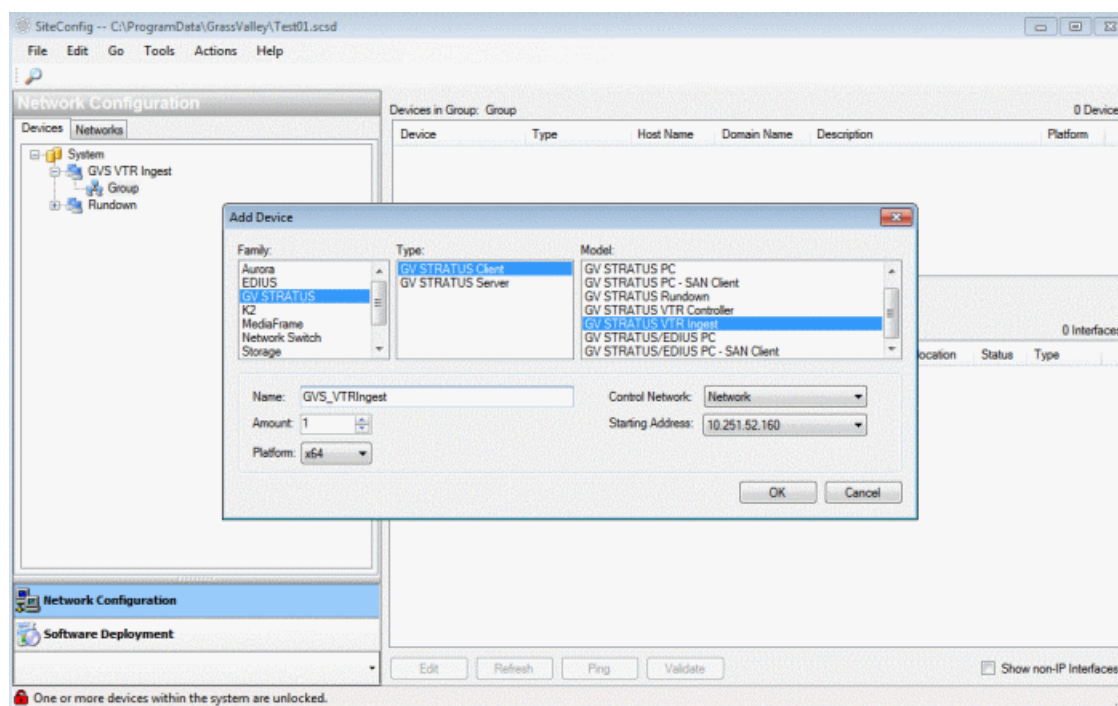 SiteConfig -- C:\ProgramData\GrassValley\Test01.scsd
File Edit Go Tools Actions Help
Network Configuration
Devices Networks
System
GVS VTR Ingest
Group
Rundown
Devices in Group: Group 0 Device
Device Type Host Name Domain Name Description Platform
Add Device
Family:
Aurora
EDIUS
GV STRATUS
K2
MediaFrame
Network Switch
Storage
Type:
GV STRATUS Client
GV STRATUS Server
Model:
GV STRATUS PC
GV STRATUS PC - SAN Client
GV STRATUS Rundown
GV STRATUS VTR Controller
GV STRATUS VTR Ingest
GV STRATUS/EDIUS PC
GV STRATUS/EDIUS PC - SAN Client
Name: GVS_VTRIngest
Amount: 1
Platform: x64
Control Network: Network
Starting Address: 10.251.52.160
OK Cancel
0 Interfaces
ocation Status Type
Network Configuration
Software Deployment
Edit Refresh Ping Validate Show non-IP Interfaces
One or more devices within the system are unlocked.